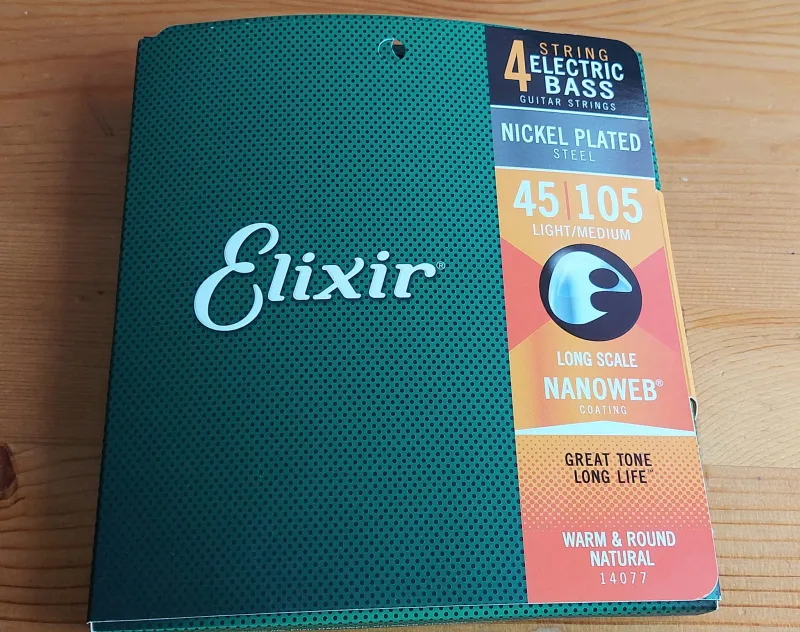 Elixir®
4 STRING
ELECTRIC
BASS
GUITAR STRINGS
NICKEL PLATED
STEEL
45|105
LIGHT/MEDIUM
LONG SCALE
NANOWEB®
COATING
GREAT TONE
LONG LIFE™
WARM & ROUND
NATURAL
14077